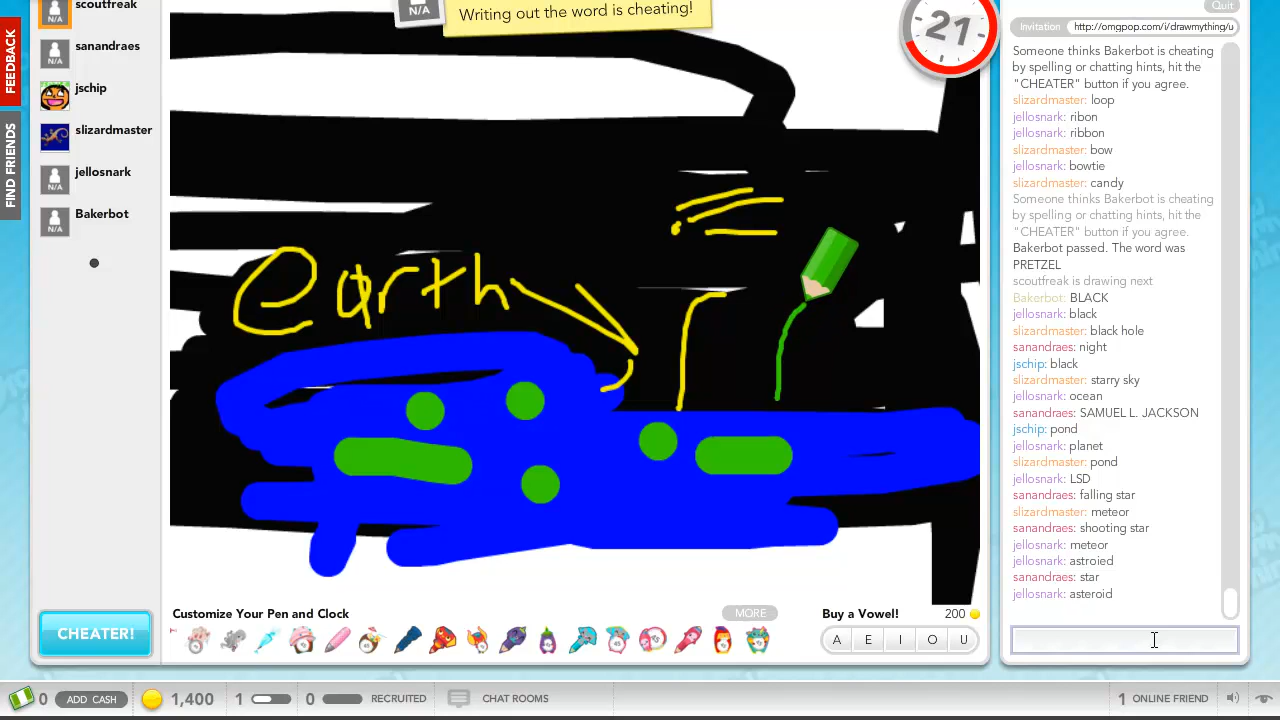 FEEDBACK
FIND FRIENDS
N/A scoutfreak
N/A sanandraes
jschip
slizardmaster
N/A jellosnark
N/A Bakerbot
CHEATER!
N/A
Writing out the word is cheating!
21
earth
Customize Your Pen and Clock
MORE
Buy a Vowel!
200
A E I O U
Quit
Invitation http://omgpop.com/i/drawmything/u
Someone thinks Bakerbot is cheating
by spelling or chatting hints, hit the
"CHEATER" button if you agree.
slizardmaster: loop
jellosnark: ribon
jellosnark: ribbon
slizardmaster: bow
jellosnark: bowtie
slizardmaster: candy
Someone thinks Bakerbot is cheating
by spelling or chatting hints, hit the
"CHEATER" button if you agree.
Bakerbot passed. The word was
PRETZEL
scoutfreak is drawing next
Bakerbot: BLACK
jellosnark: black
slizardmaster: black hole
sanandraes: night
jschip: black
slizardmaster: starry sky
jellosnark: ocean
sanandraes: SAMUEL L. JACKSON
jschip: pond
jellosnark: planet
slizardmaster: pond
jellosnark: LSD
sanandraes: falling star
slizardmaster: meteor
sanandraes: shooting star
jellosnark: meteor
jellosnark: astroied
sanandraes: star
jellosnark: asteroid
0 ADD CASH 1,400 1 0 RECRUITED CHAT ROOMS 1 ONLINE FRIEND